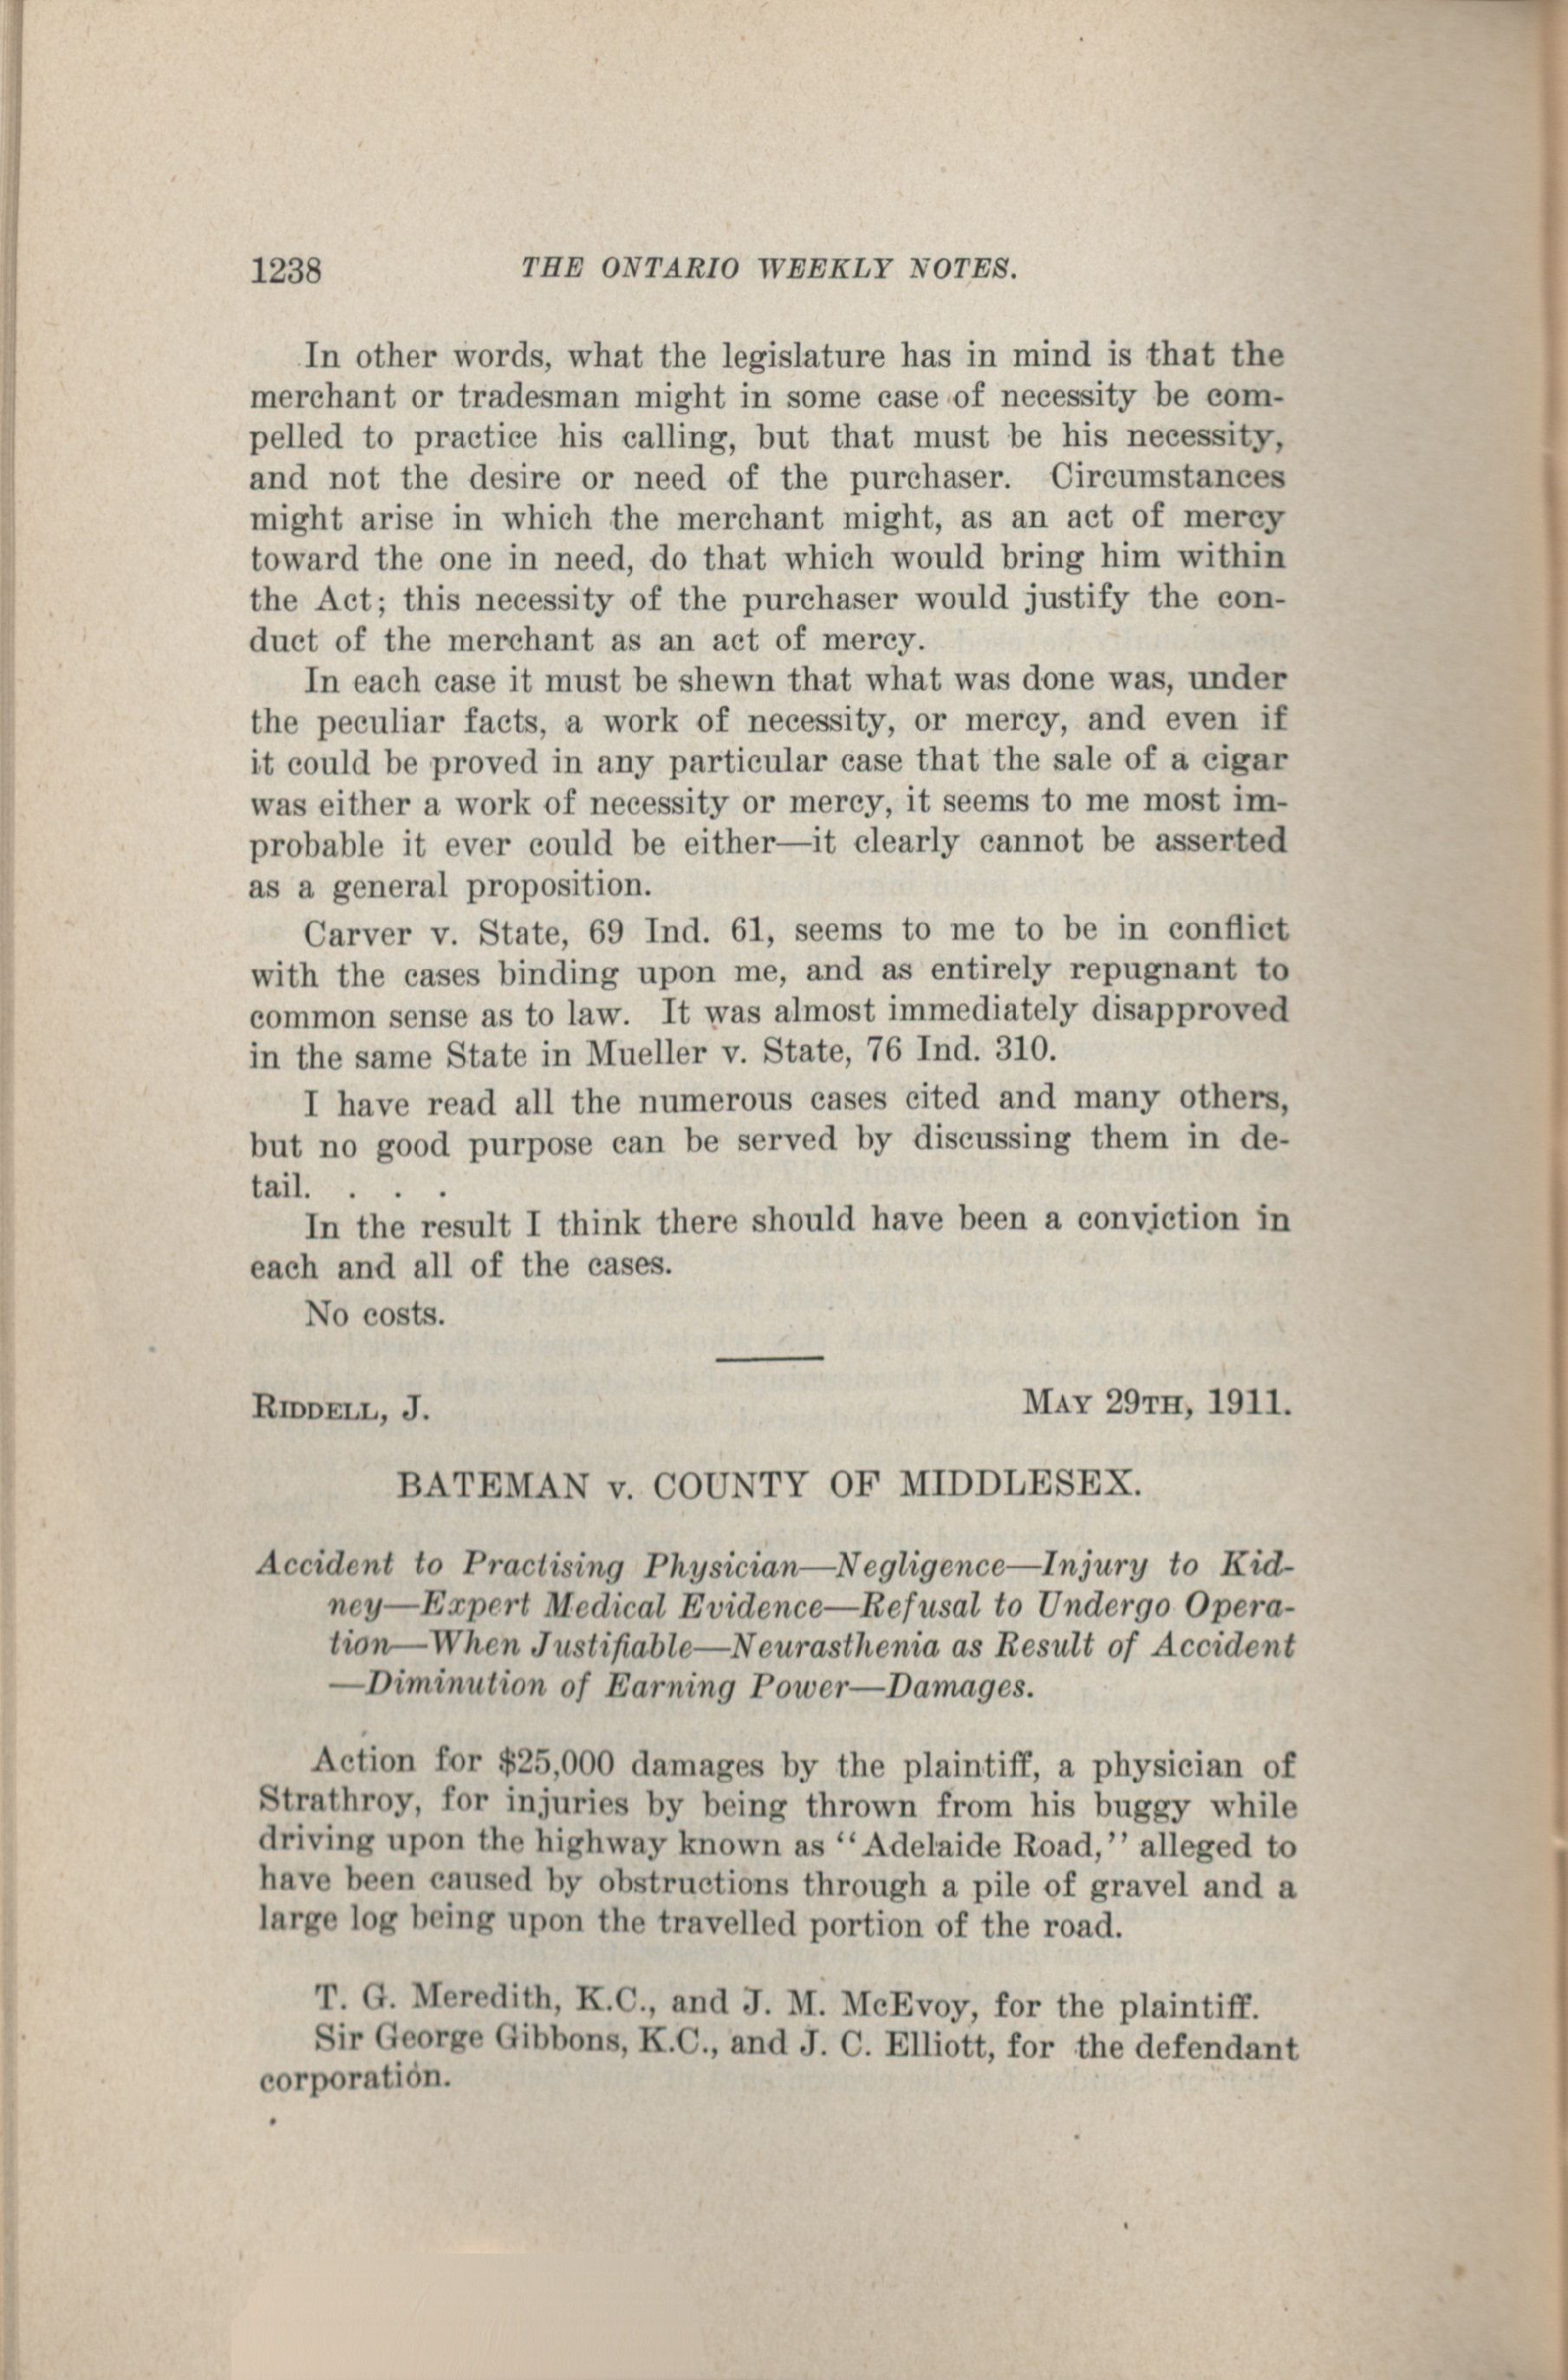 1238 THE ONTARIO WEEKLY NOTES.
In other words, what the legislature has in mind is that the
merchant or tradesman might in some case of necessity be com-
pelled to practice his calling, but that must be his necessity,
and not the desire or need of the purchaser. Circumstances
might arise in which the merchant might, as an act of mercy
toward the one in need, do that which would bring him within
the Act; this necessity of the purchaser would justify the con-
duct of the merchant as an act of mercy.
In each case it must be shewn that what was done was, under
the peculiar facts, a work of necessity, or mercy, and even if
it could be proved in any particular case that the sale of a cigar
was either a work of necessity or mercy, it seems to me most im-
probable it ever could be either—it clearly cannot be asserted
as a general proposition.
Carver v. State, 69 Ind. 61, seems to me to be in conflict
with the cases binding upon me, and as entirely repugnant to
common sense as to law. It was almost immediately disapproved
in the same State in Mueller v. State, 76 Ind. 310.
I have read all the numerous cases cited and many others,
but no good purpose can be served by discussing them in de-
tail. . . .
In the result I think there should have been a conviction in
each and all of the cases.
No costs.
RIDDELL, J. MAY 29TH, 1911.
BATEMAN v. COUNTY OF MIDDLESEX.
Accident to Practising Physician—Negligence—Injury to Kid-
ney—Expert Medical Evidence—Refusal to Undergo Opera-
tion—When Justifiable—Neurasthenia as Result of Accident
—Diminution of Earning Power—Damages.
Action for $25,000 damages by the plaintiff, a physician of
Strathroy, for injuries by being thrown from his buggy while
driving upon the highway known as ‘‘Adelaide Road,’’ alleged to
have been caused by obstructions through a pile of gravel and a
large log being upon the travelled portion of the road.
T. G. Meredith, K.C., and J. M. McEvoy, for the plaintiff.
Sir George Gibbons, K.C., and J. C. Elliott, for the defendant
corporation.